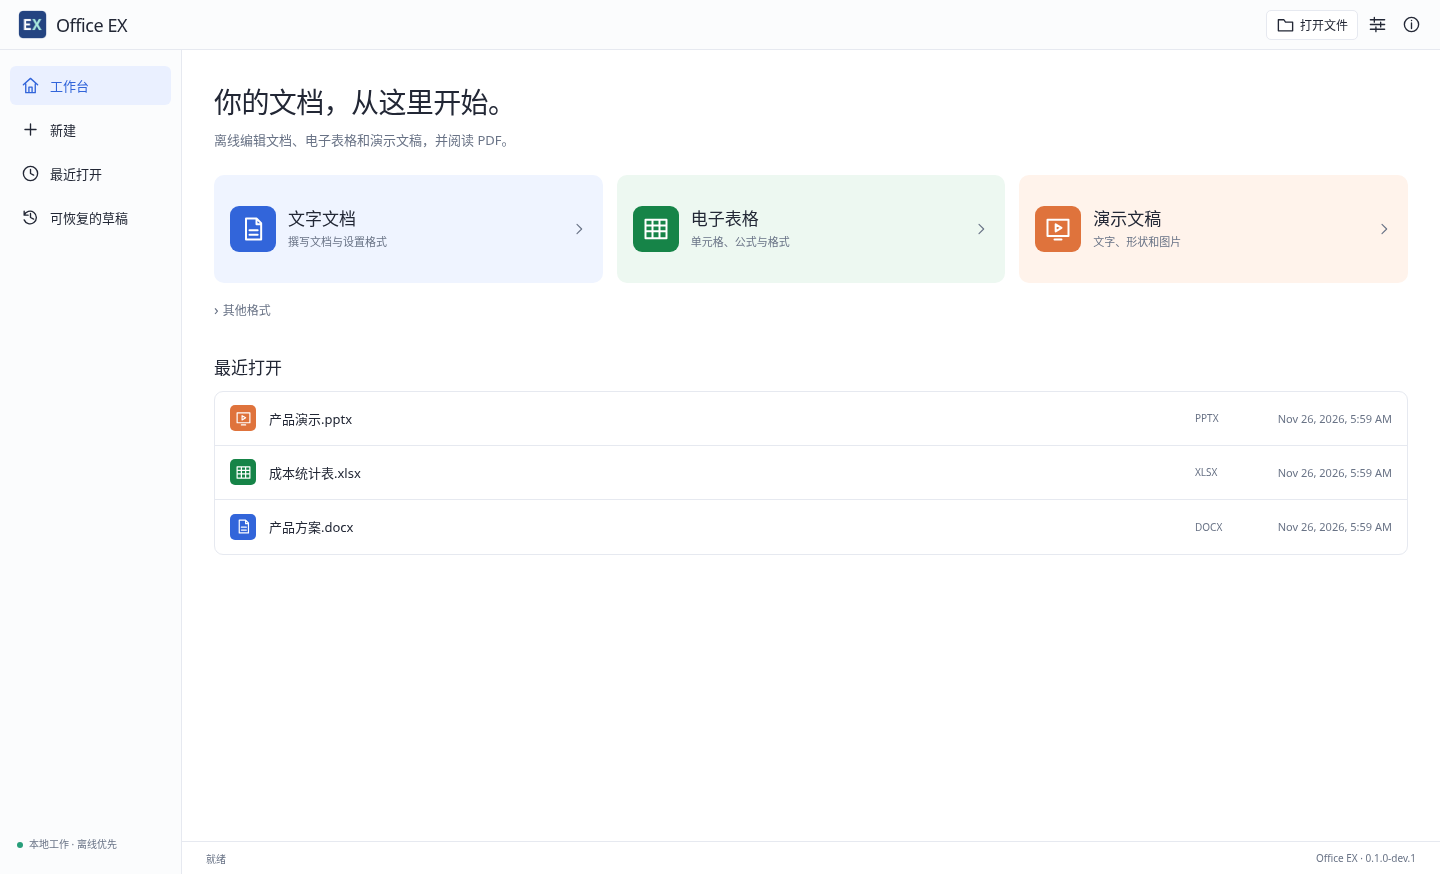 EX Office EX
打开文件
工作台
新建
最近打开
可恢复的草稿
你的文档，从这里开始。
离线编辑文档、电子表格和演示文稿，并阅读 PDF。
文字文档
撰写文档与设置格式
电子表格
单元格、公式与格式
演示文稿
文字、形状和图片
› 其他格式
最近打开
产品演示.pptx PPTX Nov 26, 2026, 5:59 AM
成本统计表.xlsx XLSX Nov 26, 2026, 5:59 AM
产品方案.docx DOCX Nov 26, 2026, 5:59 AM
本地工作 · 离线优先
就绪
Office EX · 0.1.0-dev.1